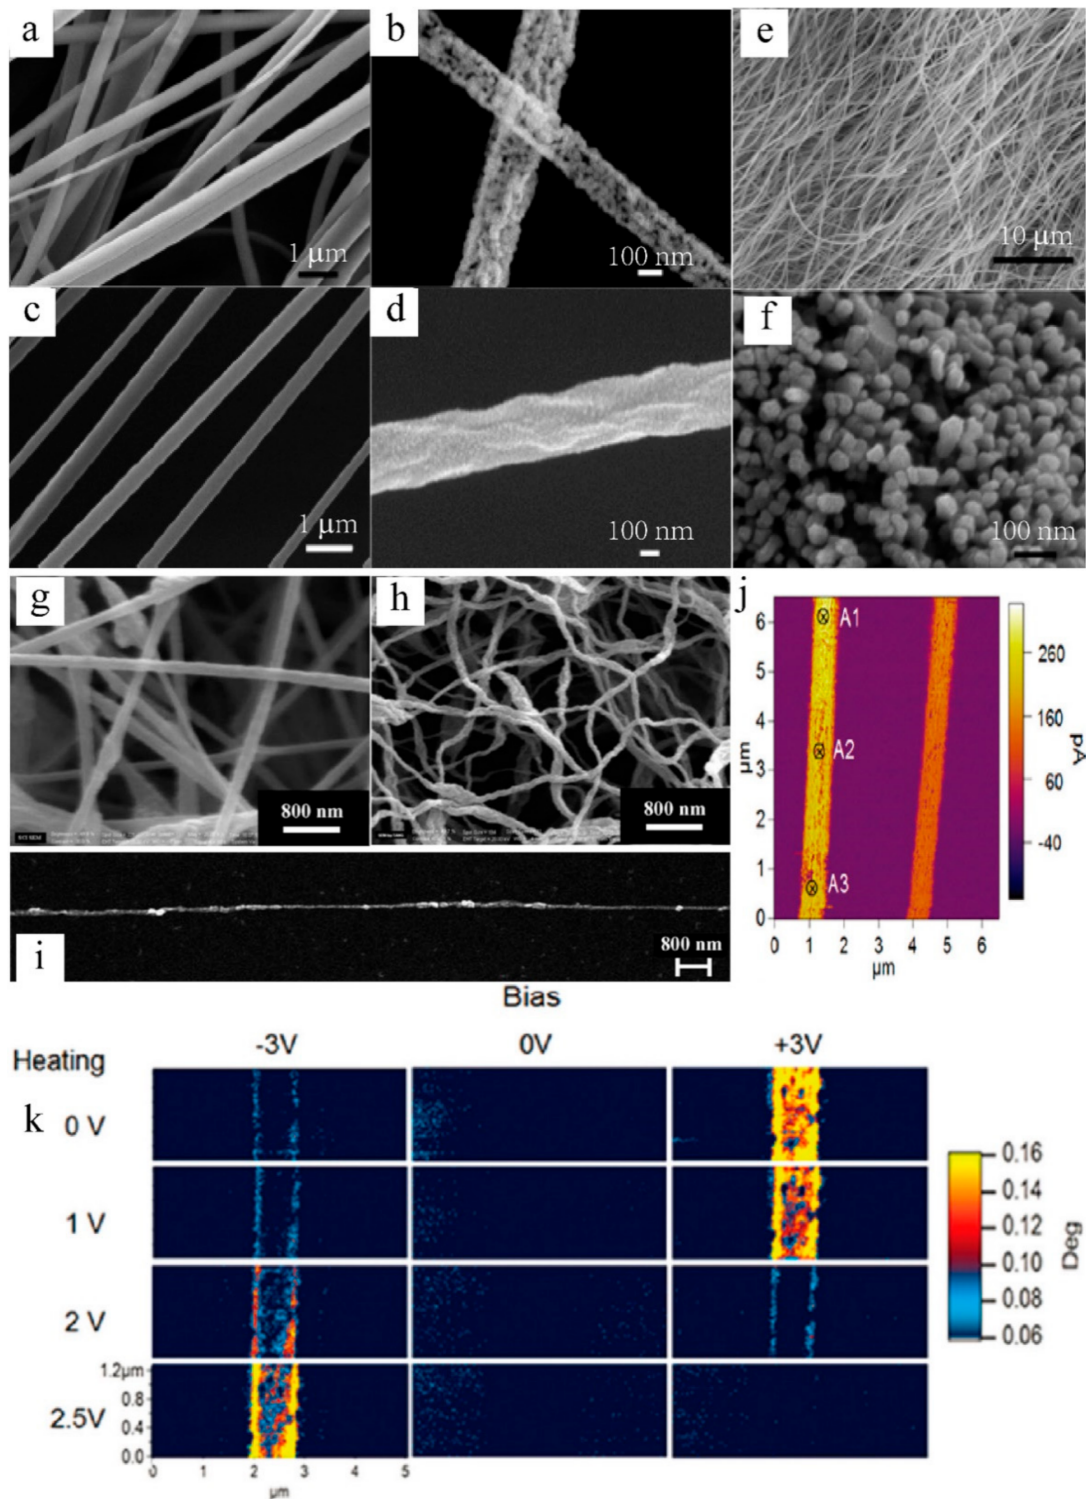 a
b
e
1 μm
100 nm
10 μm
c
d
f
1 μm
100 nm
100 nm
g
h
j
800 nm
800 nm
i
800 nm
A1
A2
A3
6
5
4
3
2
1
0
μm
0 1 2 3 4 5 6
μm
260
160
60
-40
pA
Bias
Heating
-3V 0V +3V
k
0 V
1 V
2 V
2.5V
1.2μm
0.8
0.4
0.0
0 1 2 3 4 5
μm
0.16
0.14
0.12
0.10
0.08
0.06
Deg